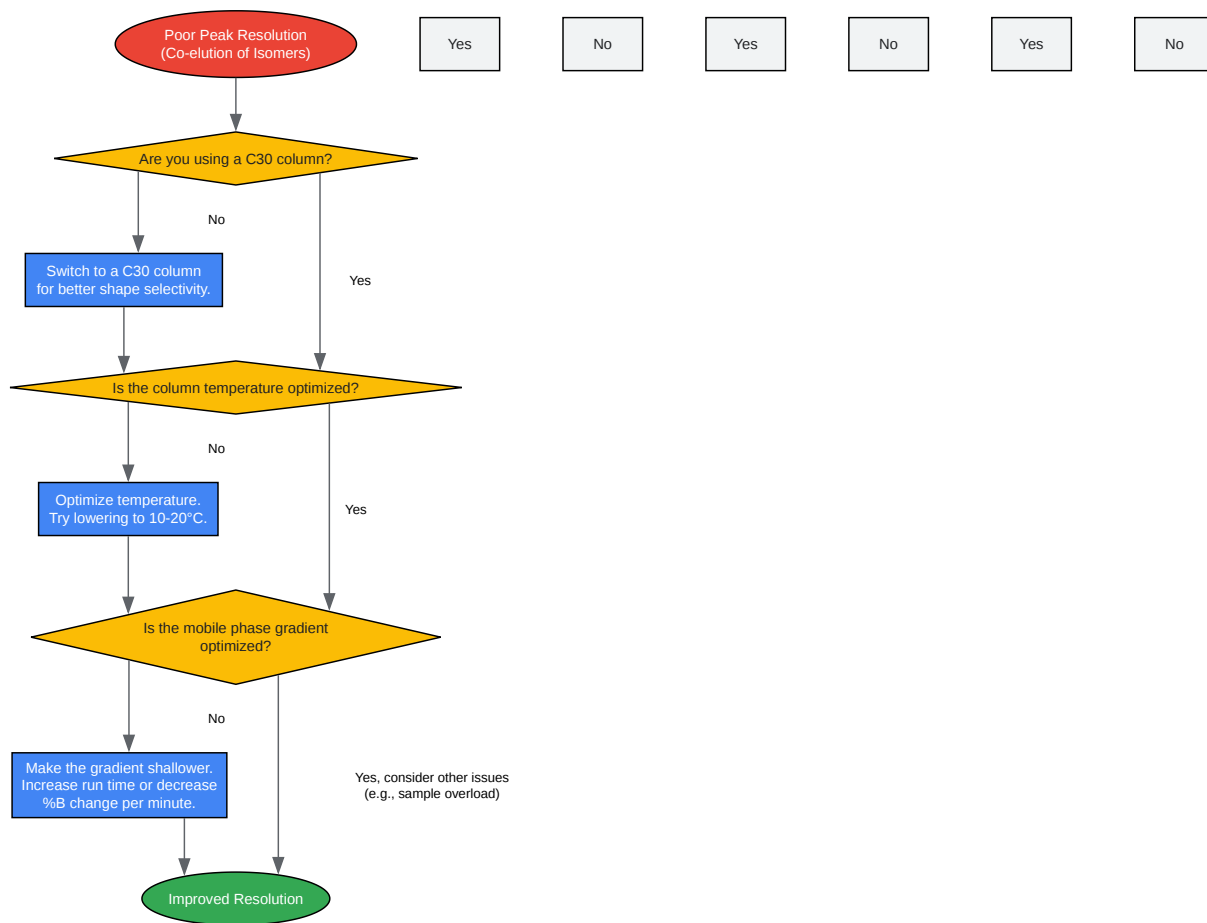 Poor Peak Resolution
(Co-elution of Isomers)
Yes
No
Yes
No
Yes
No
Are you using a C30 column?
No
Switch to a C30 column
for better shape selectivity.
Yes
Is the column temperature optimized?
No
Optimize temperature.
Try lowering to 10-20°C.
Yes
Is the mobile phase gradient
optimized?
No
Make the gradient shallower.
Increase run time or decrease
%B change per minute.
Yes, consider other issues
(e.g., sample overload)
Improved Resolution